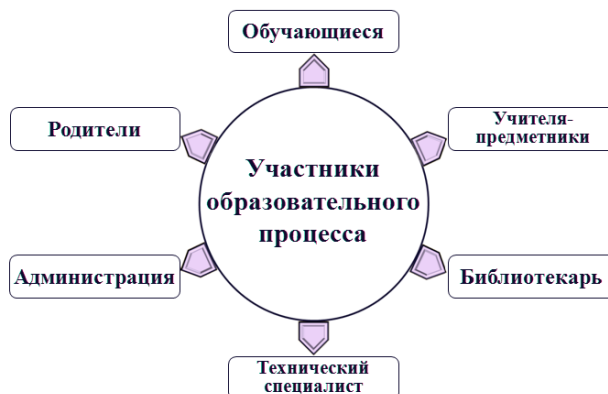 Обучающиеся
Родители
Учителя-
предметники
Участники
образовательного
процесса
Администрация
Библиотекарь
Технический
специалист